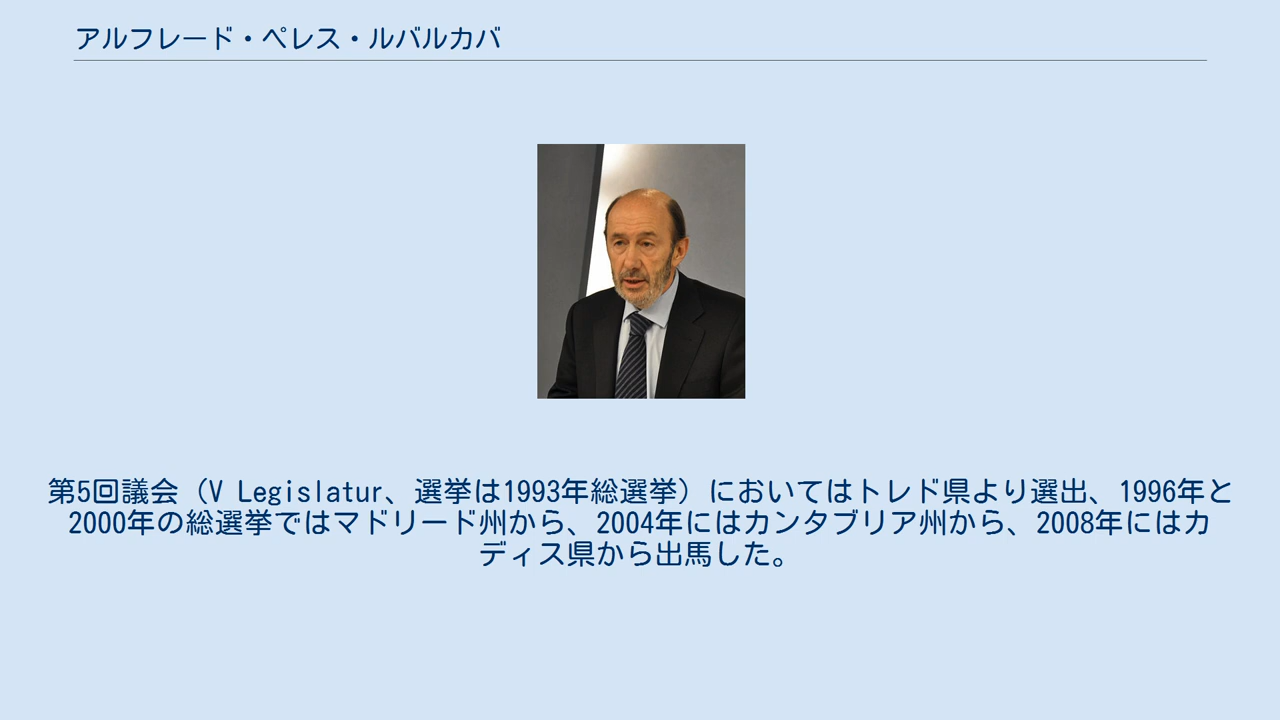 アルフレード・ペレス・ルバルカバ
第5回議会（V Legislatur、選挙は1993年総選挙）においてはトレド県より選出、1996年と
2000年の総選挙ではマドリード州から、2004年にはカンタブリア州から、2008年にはカ
ディス県から出馬した。